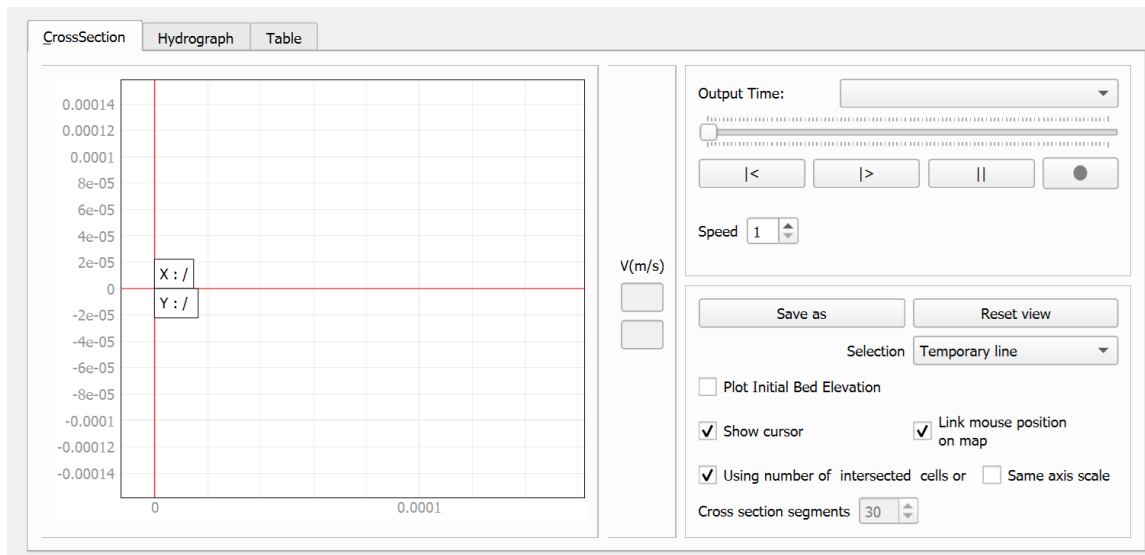 CrossSection Hydrograph Table
0.00014
0.00012
0.0001
8e-05
6e-05
4e-05
2e-05
0
-2e-05
-4e-05
-6e-05
-8e-05
-0.0001
-0.00012
-0.00014
X : /
Y : /
0 0.0001
V(m/s)
Output Time:
|< |> ||
Speed 1
Save as Reset view
Selection Temporary line
Plot Initial Bed Elevation
Show cursor
Link mouse position
on map
Using number of intersected cells or Same axis scale
Cross section segments 30